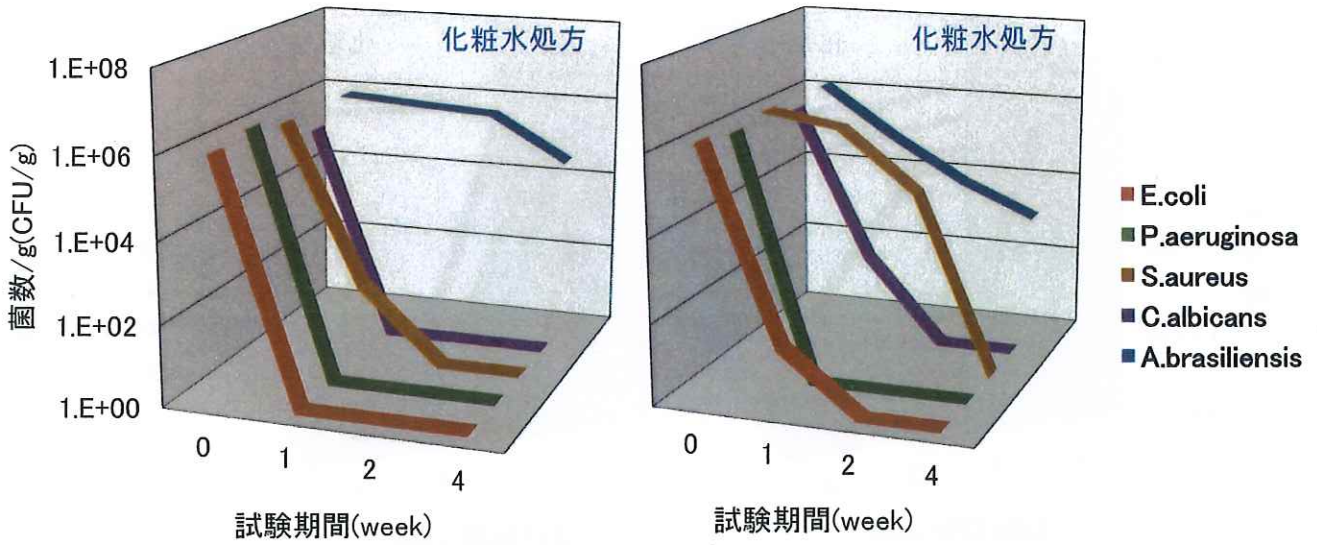 化粧水処方
化粧水処方
菌数/g(CFU/g)
1.E+08
1.E+06
1.E+04
1.E+02
1.E+00
0
1
2
4
試験期間(week)
0
1
2
4
試験期間(week)
E.coli
P.aeruginosa
S.aureus
C.albicans
A.brasiliensis